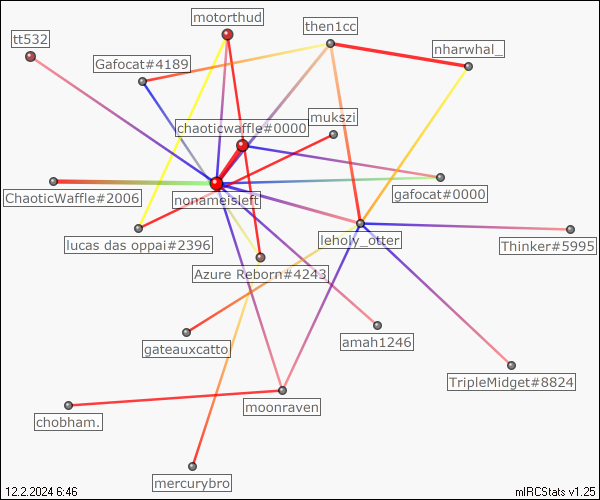 motorthud
then1cc
tt532
nharwhal_
Gafocat#4189
mukszi
chaoticwaffle#0000
ChaoticWaffle#2006
nonameisleft
gafocat#0000
lucas das oppai#2396
leholy_otter
Thinker#5995
Azure Reborn#4243
gateauxcatto
amah1246
TripleMidget#8824
chobham.
moonraven
mercurybro
12.2.2024 6:46
mIRCStats v1.25